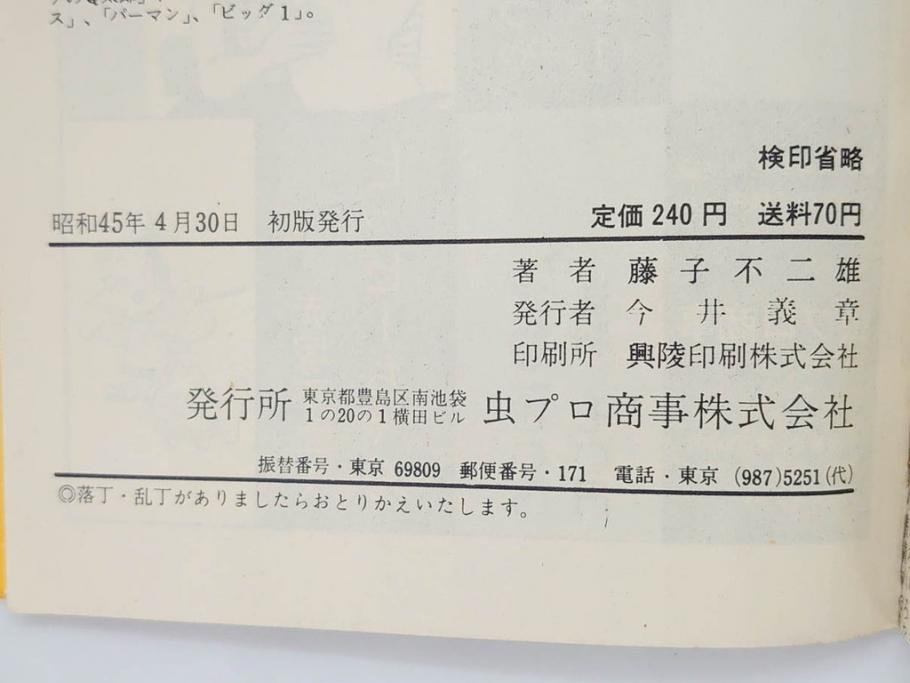 ス」、「パーマン」、「ビッグ1」。
検印省略
昭和45年 4月30日 初版発行 定価 240 円 送料70円
著者 藤子不二雄
発行者 今井義章
印刷所 興陵印刷株式会社
発行所 東京都豊島区南池袋 1の20の1 横田ビル 虫プロ商事株式会社
振替番号・東京 69809 郵便番号・171 電話・東京 (987)5251(代)
◎落丁・乱丁がありましたらおとりかえいたします。